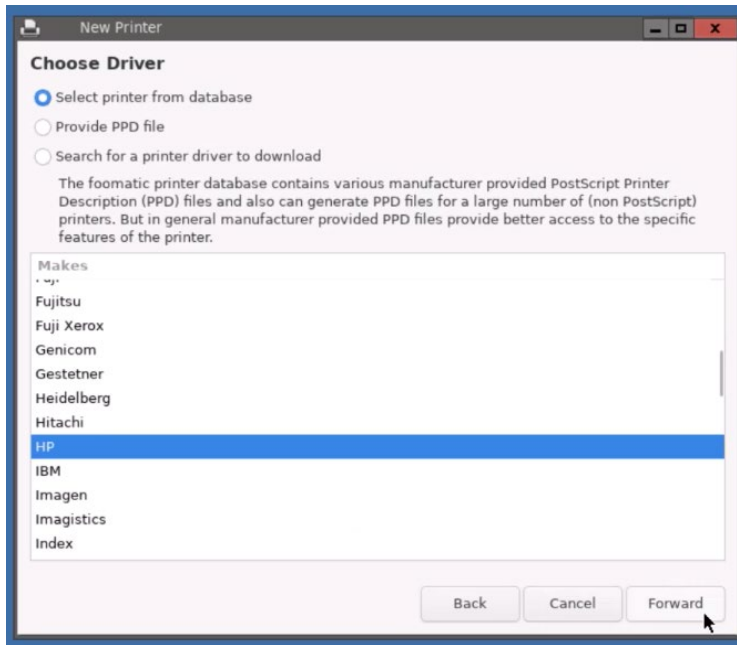 New Printer
Choose Driver
Select printer from database
Provide PPD file
Search for a printer driver to download
The foomatic printer database contains various manufacturer provided PostScript Printer
Description (PPD) files and also can generate PPD files for a large number of (non PostScript)
printers. But in general manufacturer provided PPD files provide better access to the specific
features of the printer.
Makes
Fujitsu
Fuji Xerox
Genicom
Gestetner
Heidelberg
Hitachi
HP
IBM
Imagen
Imagistics
Index
Back Cancel Forward